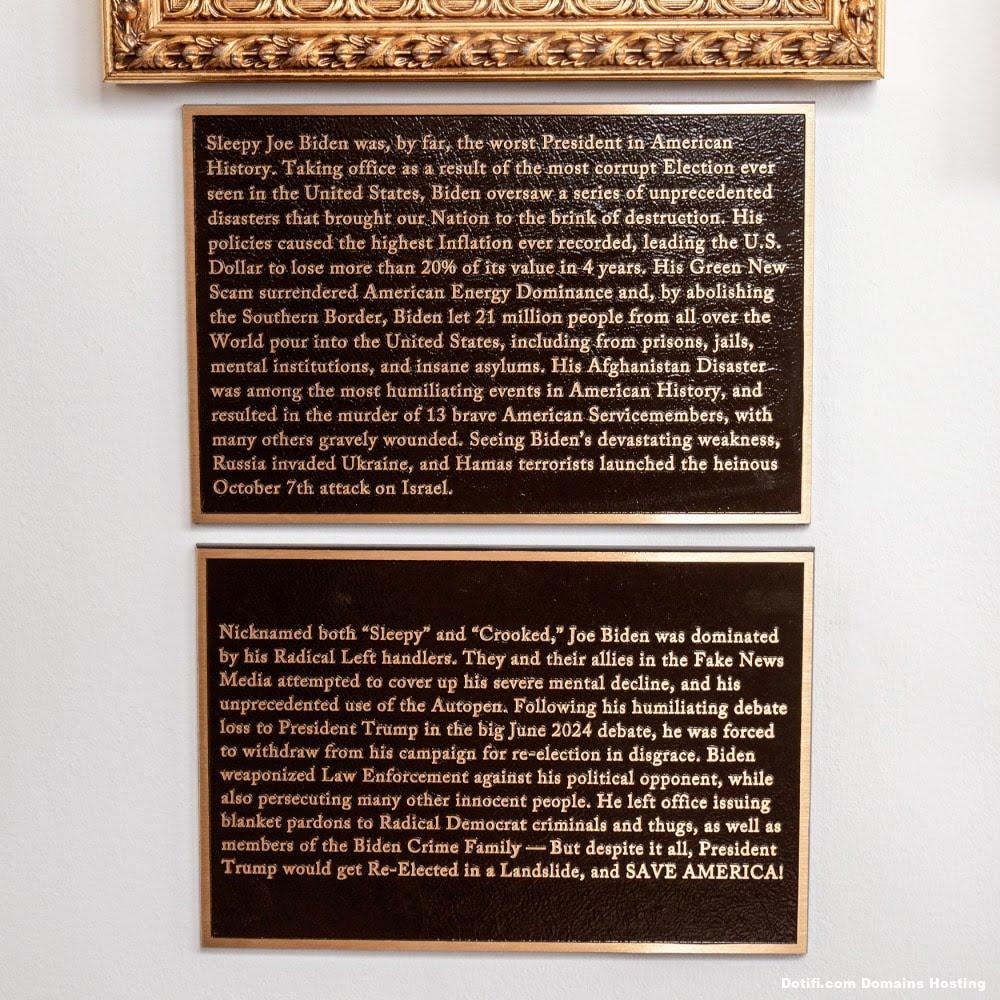 Sleepy Joe Biden was, by far, the worst President in American
History. Taking office as a result of the most corrupt Election ever
seen in the United States, Biden oversaw a series of unprecedented
disasters that brought our Nation to the brink of destruction. His
policies caused the highest Inflation ever recorded, leading the U.S.
Dollar to lose more than 20% of its value in 4 years. His Green New
Scam surrendered American Energy Dominance and, by abolishing
the Southern Border, Biden let 21 million people from all over the
World pour into the United States, including from prisons, jails,
mental institutions, and insane asylums. His Afghanistan Disaster
was among the most humiliating events in American History, and
resulted in the murder of 13 brave American Servicemembers, with
many others gravely wounded. Seeing Biden's devastating weakness,
Russia invaded Ukraine, and Hamas terrorists launched the heinous
October 7th attack on Israel.
Nicknamed both “Sleepy” and “Crooked,” Joe Biden was dominated
by his Radical Left handlers. They and their allies in the Fake News
Media attempted to cover up his severe mental decline, and his
unprecedented use of the Autopen. Following his humiliating debate
loss to President Trump in the big June 2024 debate, he was forced
to withdraw from his campaign for re-election in disgrace. Biden
weaponized Law Enforcement against his political opponent, while
also persecuting many other innocent people. He left office issuing
blanket pardons to Radical Democrat criminals and thugs, as well as
members of the Biden Crime Family — But despite it all, President
Trump would get Re-Elected in a Landslide, and SAVE AMERICA!
Dotifi.com Domains Hosting